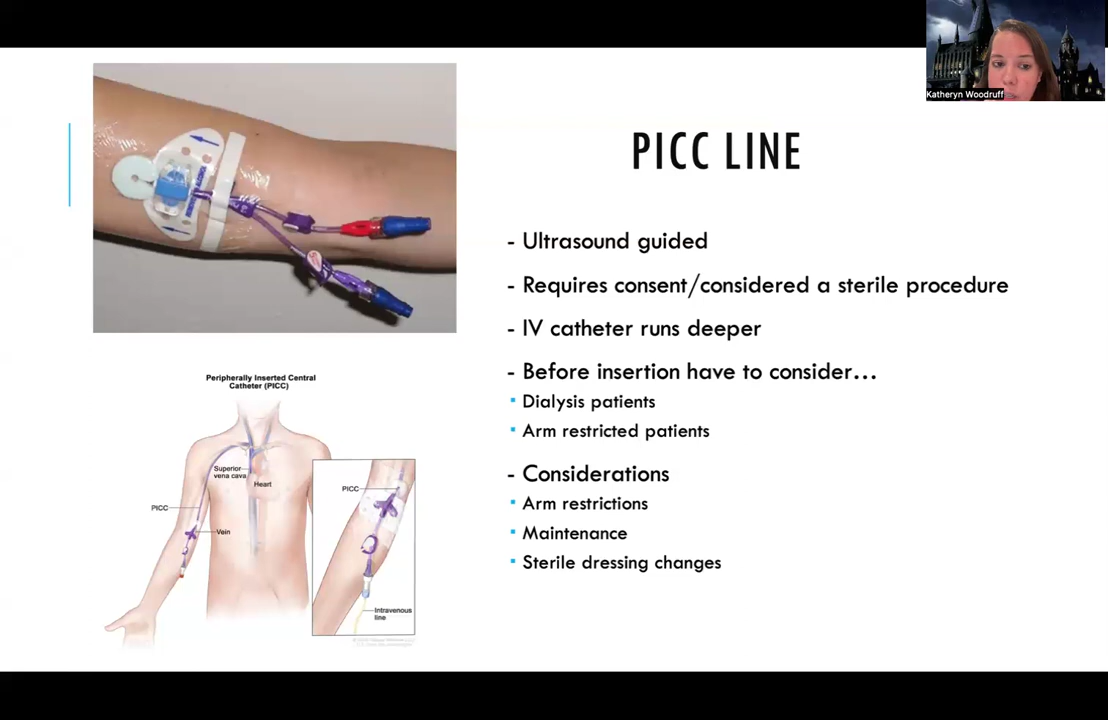 Katheryn Woodruff
PICC LINE
- Ultrasound guided
- Requires consent/considered a sterile procedure
- IV catheter runs deeper
- Before insertion have to consider...
▪ Dialysis patients
▪ Arm restricted patients
- Considerations
▪ Arm restrictions
▪ Maintenance
▪ Sterile dressing changes
Peripherally Inserted Central
Catheter (PICC)
Superior
vena cava
Heart
PICC
Vein
PICC
Intravenous
line